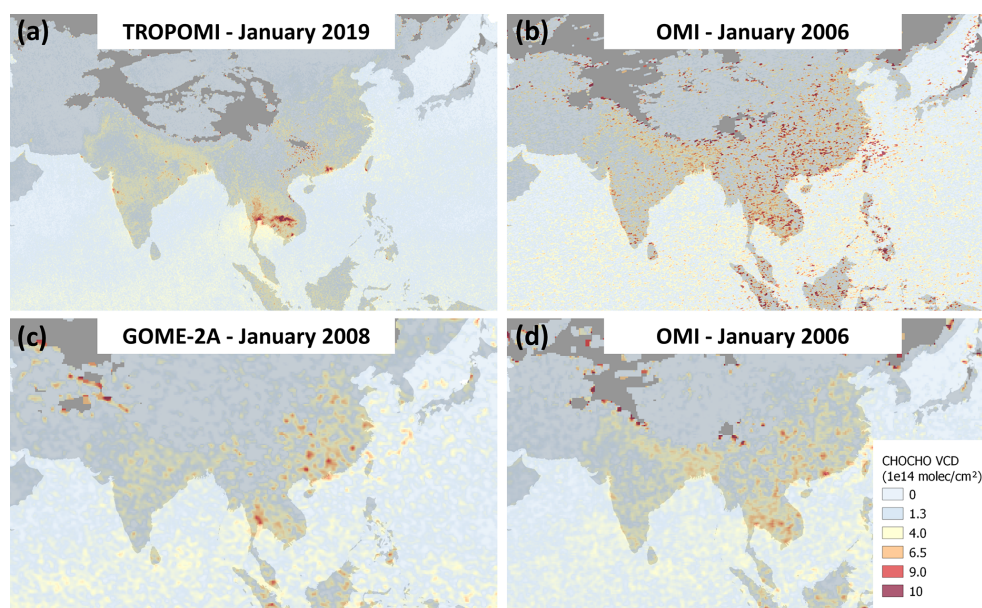 (a)
TROPOMI - January 2019
(b)
OMI - January 2006
(c)
GOME-2A - January 2008
(d)
OMI - January 2006
CHOCHO VCD
(1e14 molec/cm²)
0
1.3
4.0
6.5
9.0
10